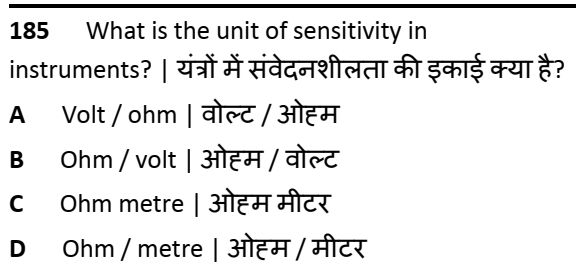 185 What is the unit of sensitivity in
instruments? | यंत्रों में संवेदनशीलता की इकाई क्या है?
A Volt / ohm | वोल्ट / ओह्म
B Ohm / volt | ओह्म / वोल्ट
C Ohm metre | ओह्म मीटर
D Ohm / metre | ओह्म / मीटर